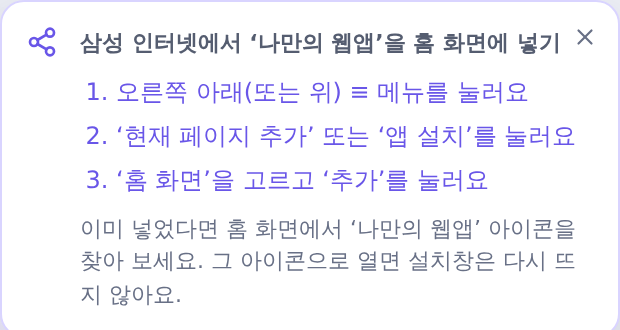 삼성 인터넷에서 ‘나만의 웹앱’을 홈 화면에 넣기
1. 오른쪽 아래(또는 위) ≡ 메뉴를 눌러요
2. ‘현재 페이지 추가’ 또는 ‘앱 설치’를 눌러요
3. ‘홈 화면’을 고르고 ‘추가’를 눌러요
이미 넣었다면 홈 화면에서 ‘나만의 웹앱’ 아이콘을
찾아 보세요. 그 아이콘으로 열면 설치창은 다시 뜨
지 않아요.